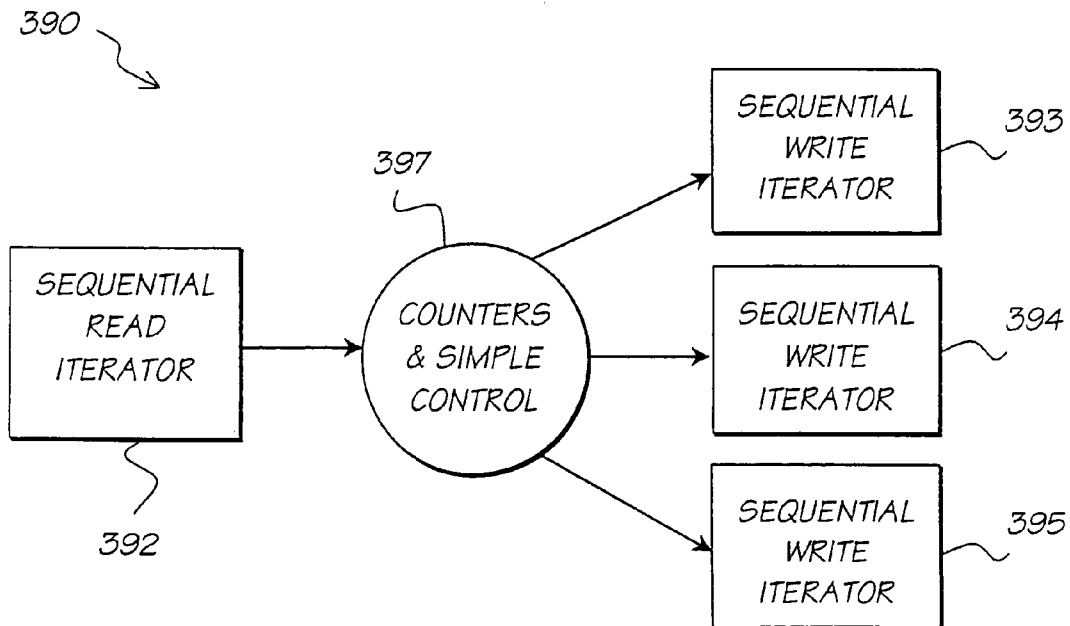 390
SEQUENTIAL
WRITE
ITERATOR
393
397
SEQUENTIAL
READ
ITERATOR
392
COUNTERS
& SIMPLE
CONTROL
SEQUENTIAL
WRITE
ITERATOR
394
SEQUENTIAL
WRITE
ITERATOR
395